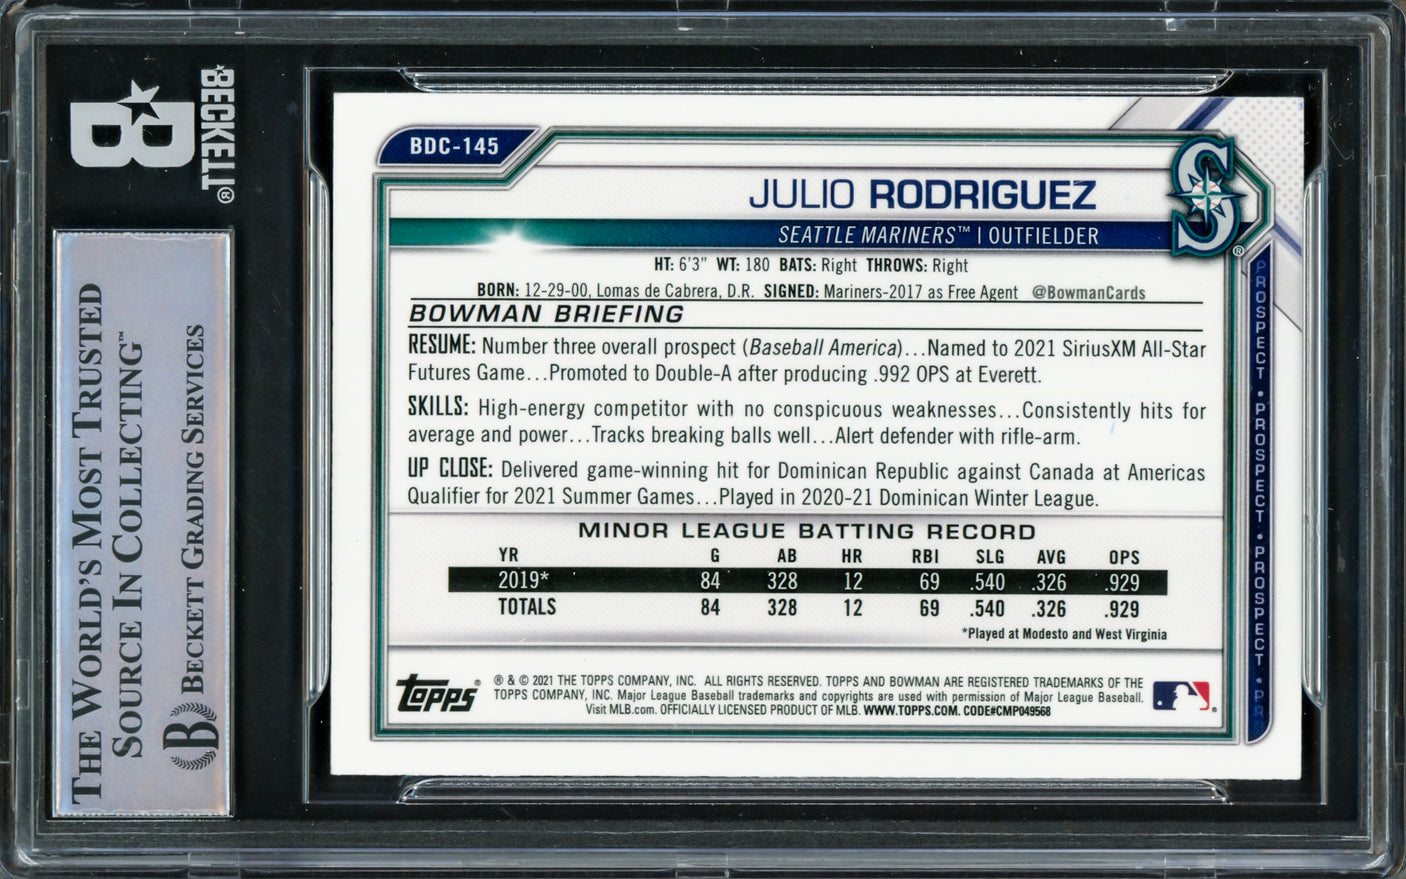 B
BECKETT®
THE WORLD'S MOST TRUSTED
SOURCE IN COLLECTING™
B BECKETT GRADING SERVICES
BDC-145
JULIO RODRIGUEZ
S®
SEATTLE MARINERS™ | OUTFIELDER
HT: 6'3" WT: 180 BATS: Right THROWS: Right
BORN: 12-29-00, Lomas de Cabrera, D.R. SIGNED: Mariners-2017 as Free Agent @BowmanCards
BOWMAN BRIEFING
RESUME: Number three overall prospect (Baseball America)...Named to 2021 SiriusXM All-Star
Futures Game...Promoted to Double-A after producing .992 OPS at Everett.
SKILLS: High-energy competitor with no conspicuous weaknesses...Consistently hits for
average and power...Tracks breaking balls well...Alert defender with rifle-arm.
UP CLOSE: Delivered game-winning hit for Dominican Republic against Canada at Americas
Qualifier for 2021 Summer Games...Played in 2020-21 Dominican Winter League.
MINOR LEAGUE BATTING RECORD
YR G AB HR RBI SLG AVG OPS
2019* 84 328 12 69 .540 .326 .929
TOTALS 84 328 12 69 .540 .326 .929
*Played at Modesto and West Virginia
topps® ® & © 2021 THE TOPPS COMPANY, INC. ALL RIGHTS RESERVED. TOPPS AND BOWMAN ARE REGISTERED TRADEMARKS OF THE
TOPPS COMPANY, INC. Major League Baseball trademarks and copyrights are used with permission of Major League Baseball.
Visit MLB.com. OFFICIALLY LICENSED PRODUCT OF MLB. WWW.TOPPS.COM. CODE#CMP049568
PROSPECT • PROSPECT • PROSPECT • PR